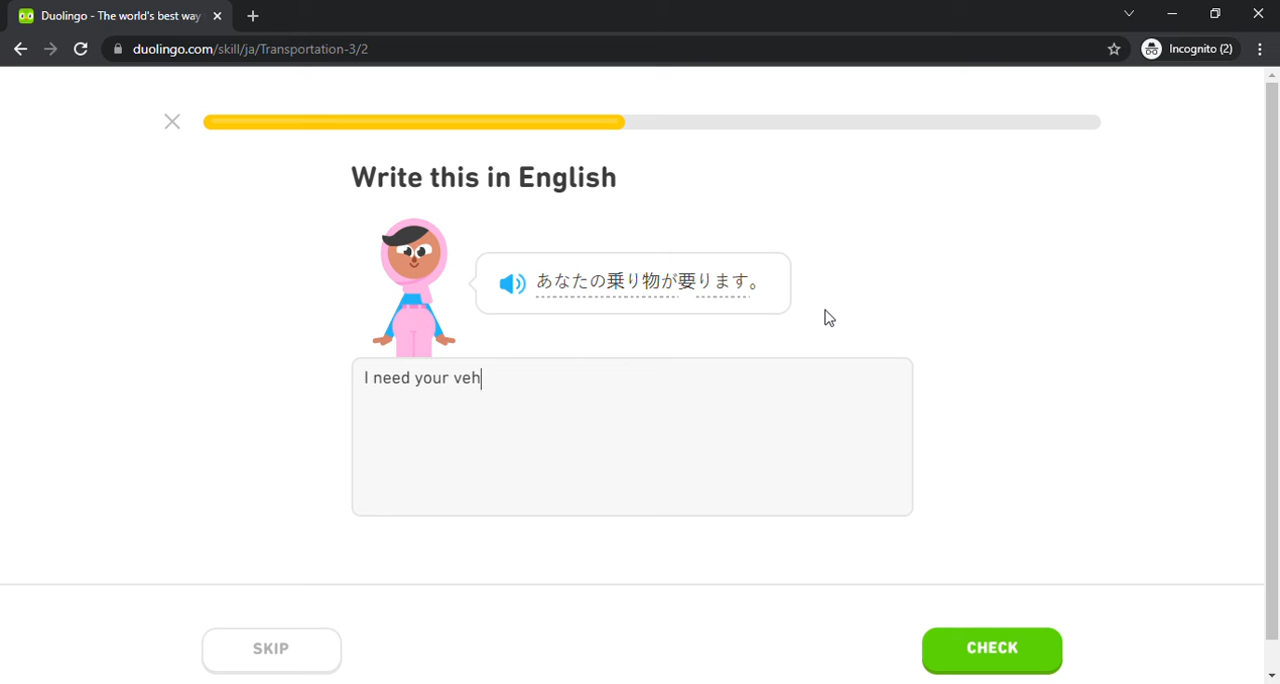 Duolingo - The world's best way
duolingo.com/skill/ja/Transportation-3/2
Incognito (2)
Write this in English
あなたの乗り物が要ります。
I need your veh
SKIP
CHECK